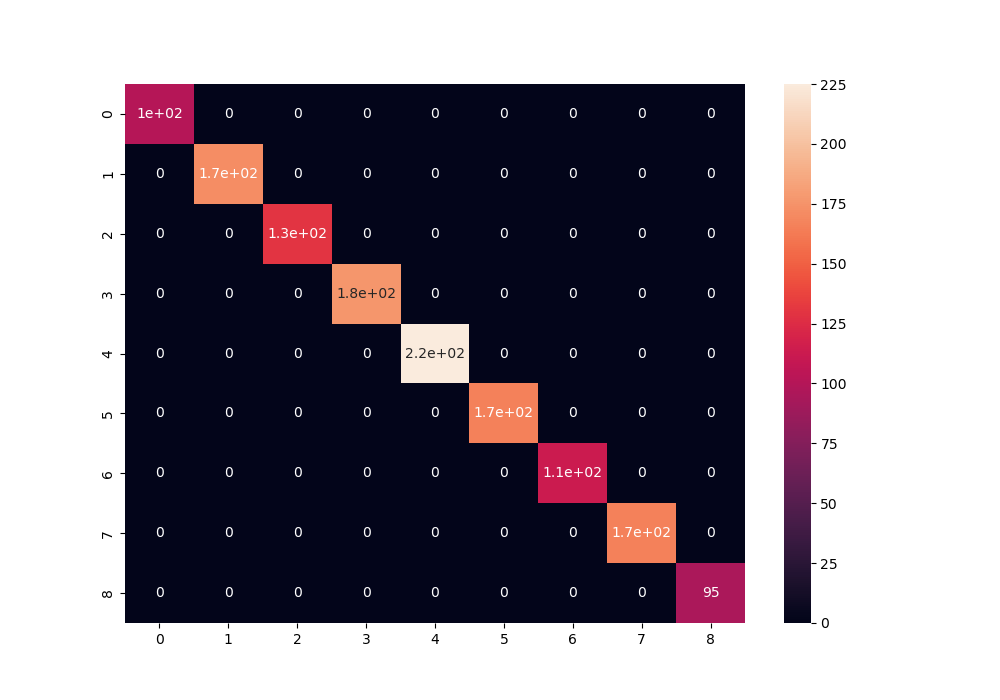 0 1e+02 0 0 0 0 0 0 0 0
1 0 1.7e+02 0 0 0 0 0 0 0
2 0 0 1.3e+02 0 0 0 0 0 0
3 0 0 0 1.8e+02 0 0 0 0 0
4 0 0 0 0 2.2e+02 0 0 0 0
5 0 0 0 0 0 1.7e+02 0 0 0
6 0 0 0 0 0 0 1.1e+02 0 0
7 0 0 0 0 0 0 0 1.7e+02 0
8 0 0 0 0 0 0 0 0 95
0 1 2 3 4 5 6 7 8
225
200
175
150
125
100
75
50
25
0